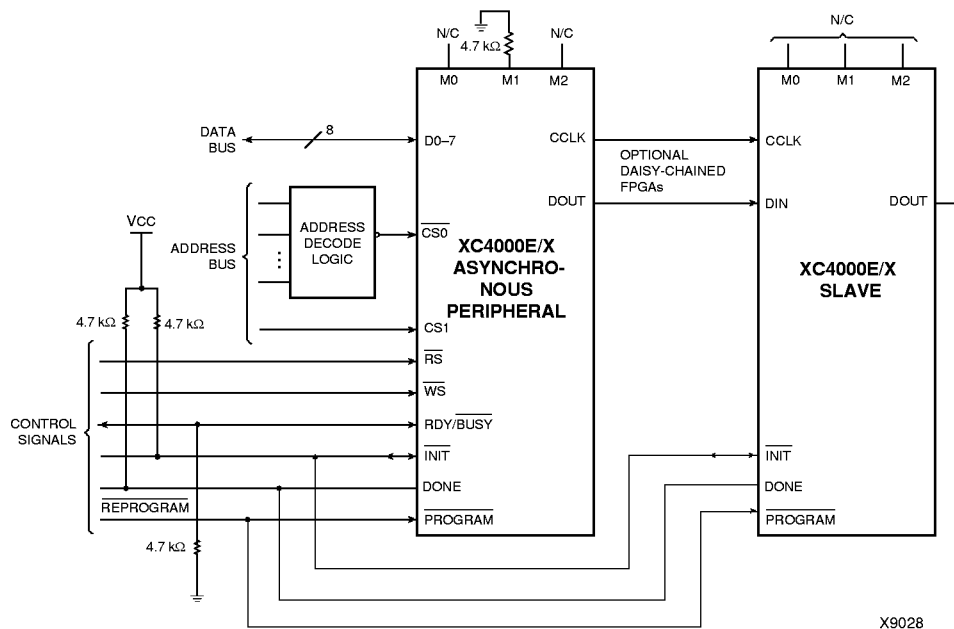 N/C
4.7 kΩ
N/C
N/C
M0
M1
M2
M0
M1
M2
DATA
BUS
8
D0–7
CCLK
OPTIONAL
DAISY-CHAINED
FPGAs
CCLK
DOUT
DIN
DOUT
VCC
ADDRESS
BUS
ADDRESS
DECODE
LOGIC
CS0
XC4000E/X
ASYNCHRO-
NOUS
PERIPHERAL
XC4000E/X
SLAVE
4.7 kΩ
4.7 kΩ
CS1
CONTROL
SIGNALS
RS
WS
RDY/BUSY
INIT
DONE
REPROGRAM
PROGRAM
4.7 kΩ
INIT
DONE
PROGRAM
X9028